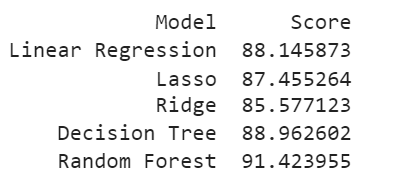 Model Score
Linear Regression 88.145873
Lasso 87.455264
Ridge 85.577123
Decision Tree 88.962602
Random Forest 91.423955